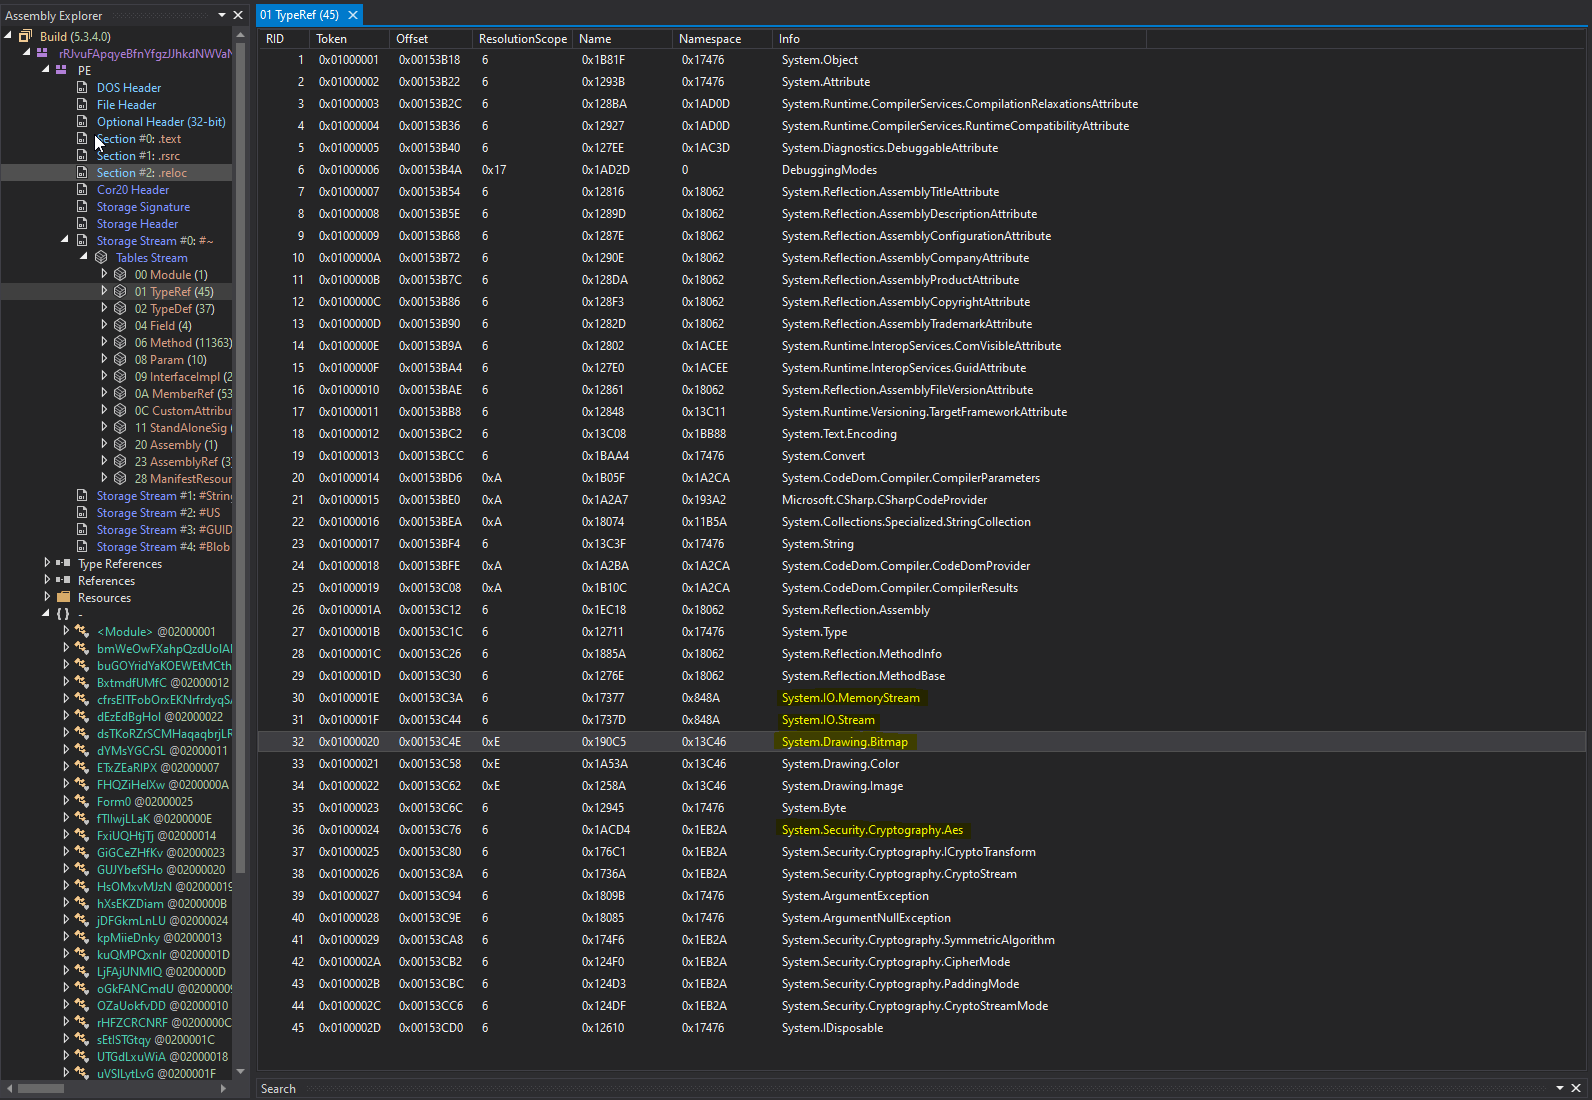 Assembly Explorer
Build (5.3.4.0)
rRJvuFApqyeBfnYfgzJJhkdNWVaN
PE
DOS Header
File Header
Optional Header (32-bit)
Section #0: .text
Section #1: .rsrc
Section #2: .reloc
Cor20 Header
Storage Signature
Storage Header
Storage Stream #0: #~
Tables Stream
00 Module (1)
01 TypeRef (45)
02 TypeDef (37)
04 Field (4)
06 Method (11363)
08 Param (10)
09 InterfaceImpl (2
0A MemberRef (53
0C CustomAttribu
11 StandAloneSig (
20 Assembly (1)
23 AssemblyRef (3)
28 ManifestResour
Storage Stream #1: #String
Storage Stream #2: #US
Storage Stream #3: #GUID
Storage Stream #4: #Blob
Type References
References
Resources
{ } -
<Module> @02000001
bmWeOwFXahpQzdUoIAI
buGOYridYaKOEWEtMCth
BxtmdfUMfC @02000012
cfrsEITFobOrxEKNrfrdyqS
dEzEdBgHol @02000022
dsTKoRZrSCMHaqaqbrjLR
dYMsYGCrSL @02000011
ETxZEaRIPX @02000007
FHQZiHeIXw @0200000A
Form0 @02000025
fTIIwjLLaK @0200000E
FxiUQHtjTj @02000014
GiGCeZHfKv @02000023
GUJYbefSHo @02000020
HsOMxvMJzN @02000019
hXsEKZDiam @0200000B
jDFGkmLnLU @02000024
kpMiieDnky @02000013
kuQMPQxnIr @0200001D
LjFAjUNMIQ @0200000D
oGkFANCmdU @02000009
OZaUokfvDD @02000010
rHFZCRCNRF @0200000C
sEtISTGtqy @0200001C
UTGdLxuWiA @02000018
uVSILytLvG @0200001F
01 TypeRef (45)
RID Token Offset ResolutionScope Name Namespace Info
1 0x01000001 0x00153B18 6 0x1B81F 0x17476 System.Object
2 0x01000002 0x00153B22 6 0x1293B 0x17476 System.Attribute
3 0x01000003 0x00153B2C 6 0x128BA 0x1AD0D System.Runtime.CompilerServices.CompilationRelaxationsAttribute
4 0x01000004 0x00153B36 6 0x12927 0x1AD0D System.Runtime.CompilerServices.RuntimeCompatibilityAttribute
5 0x01000005 0x00153B40 6 0x127EE 0x1AC3D System.Diagnostics.DebuggableAttribute
6 0x01000006 0x00153B4A 0x17 0x1AD2D 0 DebuggingModes
7 0x01000007 0x00153B54 6 0x12816 0x18062 System.Reflection.AssemblyTitleAttribute
8 0x01000008 0x00153B5E 6 0x1289D 0x18062 System.Reflection.AssemblyDescriptionAttribute
9 0x01000009 0x00153B68 6 0x1287E 0x18062 System.Reflection.AssemblyConfigurationAttribute
10 0x0100000A 0x00153B72 6 0x1290E 0x18062 System.Reflection.AssemblyCompanyAttribute
11 0x0100000B 0x00153B7C 6 0x128DA 0x18062 System.Reflection.AssemblyProductAttribute
12 0x0100000C 0x00153B86 6 0x128F3 0x18062 System.Reflection.AssemblyCopyrightAttribute
13 0x0100000D 0x00153B90 6 0x1282D 0x18062 System.Reflection.AssemblyTrademarkAttribute
14 0x0100000E 0x00153B9A 6 0x12802 0x1ACEE System.Runtime.InteropServices.ComVisibleAttribute
15 0x0100000F 0x00153BA4 6 0x127E0 0x1ACEE System.Runtime.InteropServices.GuidAttribute
16 0x01000010 0x00153BAE 6 0x12861 0x18062 System.Reflection.AssemblyFileVersionAttribute
17 0x01000011 0x00153BB8 6 0x12848 0x13C11 System.Runtime.Versioning.TargetFrameworkAttribute
18 0x01000012 0x00153BC2 6 0x13C08 0x1BB88 System.Text.Encoding
19 0x01000013 0x00153BCC 6 0x1BAA4 0x17476 System.Convert
20 0x01000014 0x00153BD6 0xA 0x1B05F 0x1A2CA System.CodeDom.Compiler.CompilerParameters
21 0x01000015 0x00153BE0 0xA 0x1A2A7 0x193A2 Microsoft.CSharp.CSharpCodeProvider
22 0x01000016 0x00153BEA 0xA 0x18074 0x11B5A System.Collections.Specialized.StringCollection
23 0x01000017 0x00153BF4 6 0x13C3F 0x17476 System.String
24 0x01000018 0x00153BFE 0xA 0x1A2BA 0x1A2CA System.CodeDom.Compiler.CodeDomProvider
25 0x01000019 0x00153C08 0xA 0x1B10C 0x1A2CA System.CodeDom.Compiler.CompilerResults
26 0x0100001A 0x00153C12 6 0x1EC18 0x18062 System.Reflection.Assembly
27 0x0100001B 0x00153C1C 6 0x12711 0x17476 System.Type
28 0x0100001C 0x00153C26 6 0x1885A 0x18062 System.Reflection.MethodInfo
29 0x0100001D 0x00153C30 6 0x1276E 0x18062 System.Reflection.MethodBase
30 0x0100001E 0x00153C3A 6 0x17377 0x848A System.IO.MemoryStream
31 0x0100001F 0x00153C44 6 0x1737D 0x848A System.IO.Stream
32 0x01000020 0x00153C4E 0xE 0x190C5 0x13C46 System.Drawing.Bitmap
33 0x01000021 0x00153C58 0xE 0x1A53A 0x13C46 System.Drawing.Color
34 0x01000022 0x00153C62 0xE 0x1258A 0x13C46 System.Drawing.Image
35 0x01000023 0x00153C6C 6 0x12945 0x17476 System.Byte
36 0x01000024 0x00153C76 6 0x1ACD4 0x1EB2A System.Security.Cryptography.Aes
37 0x01000025 0x00153C80 6 0x176C1 0x1EB2A System.Security.Cryptography.ICryptoTransform
38 0x01000026 0x00153C8A 6 0x1736A 0x1EB2A System.Security.Cryptography.CryptoStream
39 0x01000027 0x00153C94 6 0x1809B 0x17476 System.ArgumentException
40 0x01000028 0x00153C9E 6 0x18085 0x17476 System.ArgumentNullException
41 0x01000029 0x00153CA8 6 0x174F6 0x1EB2A System.Security.Cryptography.SymmetricAlgorithm
42 0x0100002A 0x00153CB2 6 0x124F0 0x1EB2A System.Security.Cryptography.CipherMode
43 0x0100002B 0x00153CBC 6 0x124D3 0x1EB2A System.Security.Cryptography.PaddingMode
44 0x0100002C 0x00153CC6 6 0x124DF 0x1EB2A System.Security.Cryptography.CryptoStreamMode
45 0x0100002D 0x00153CD0 6 0x12610 0x17476 System.IDisposable
Search